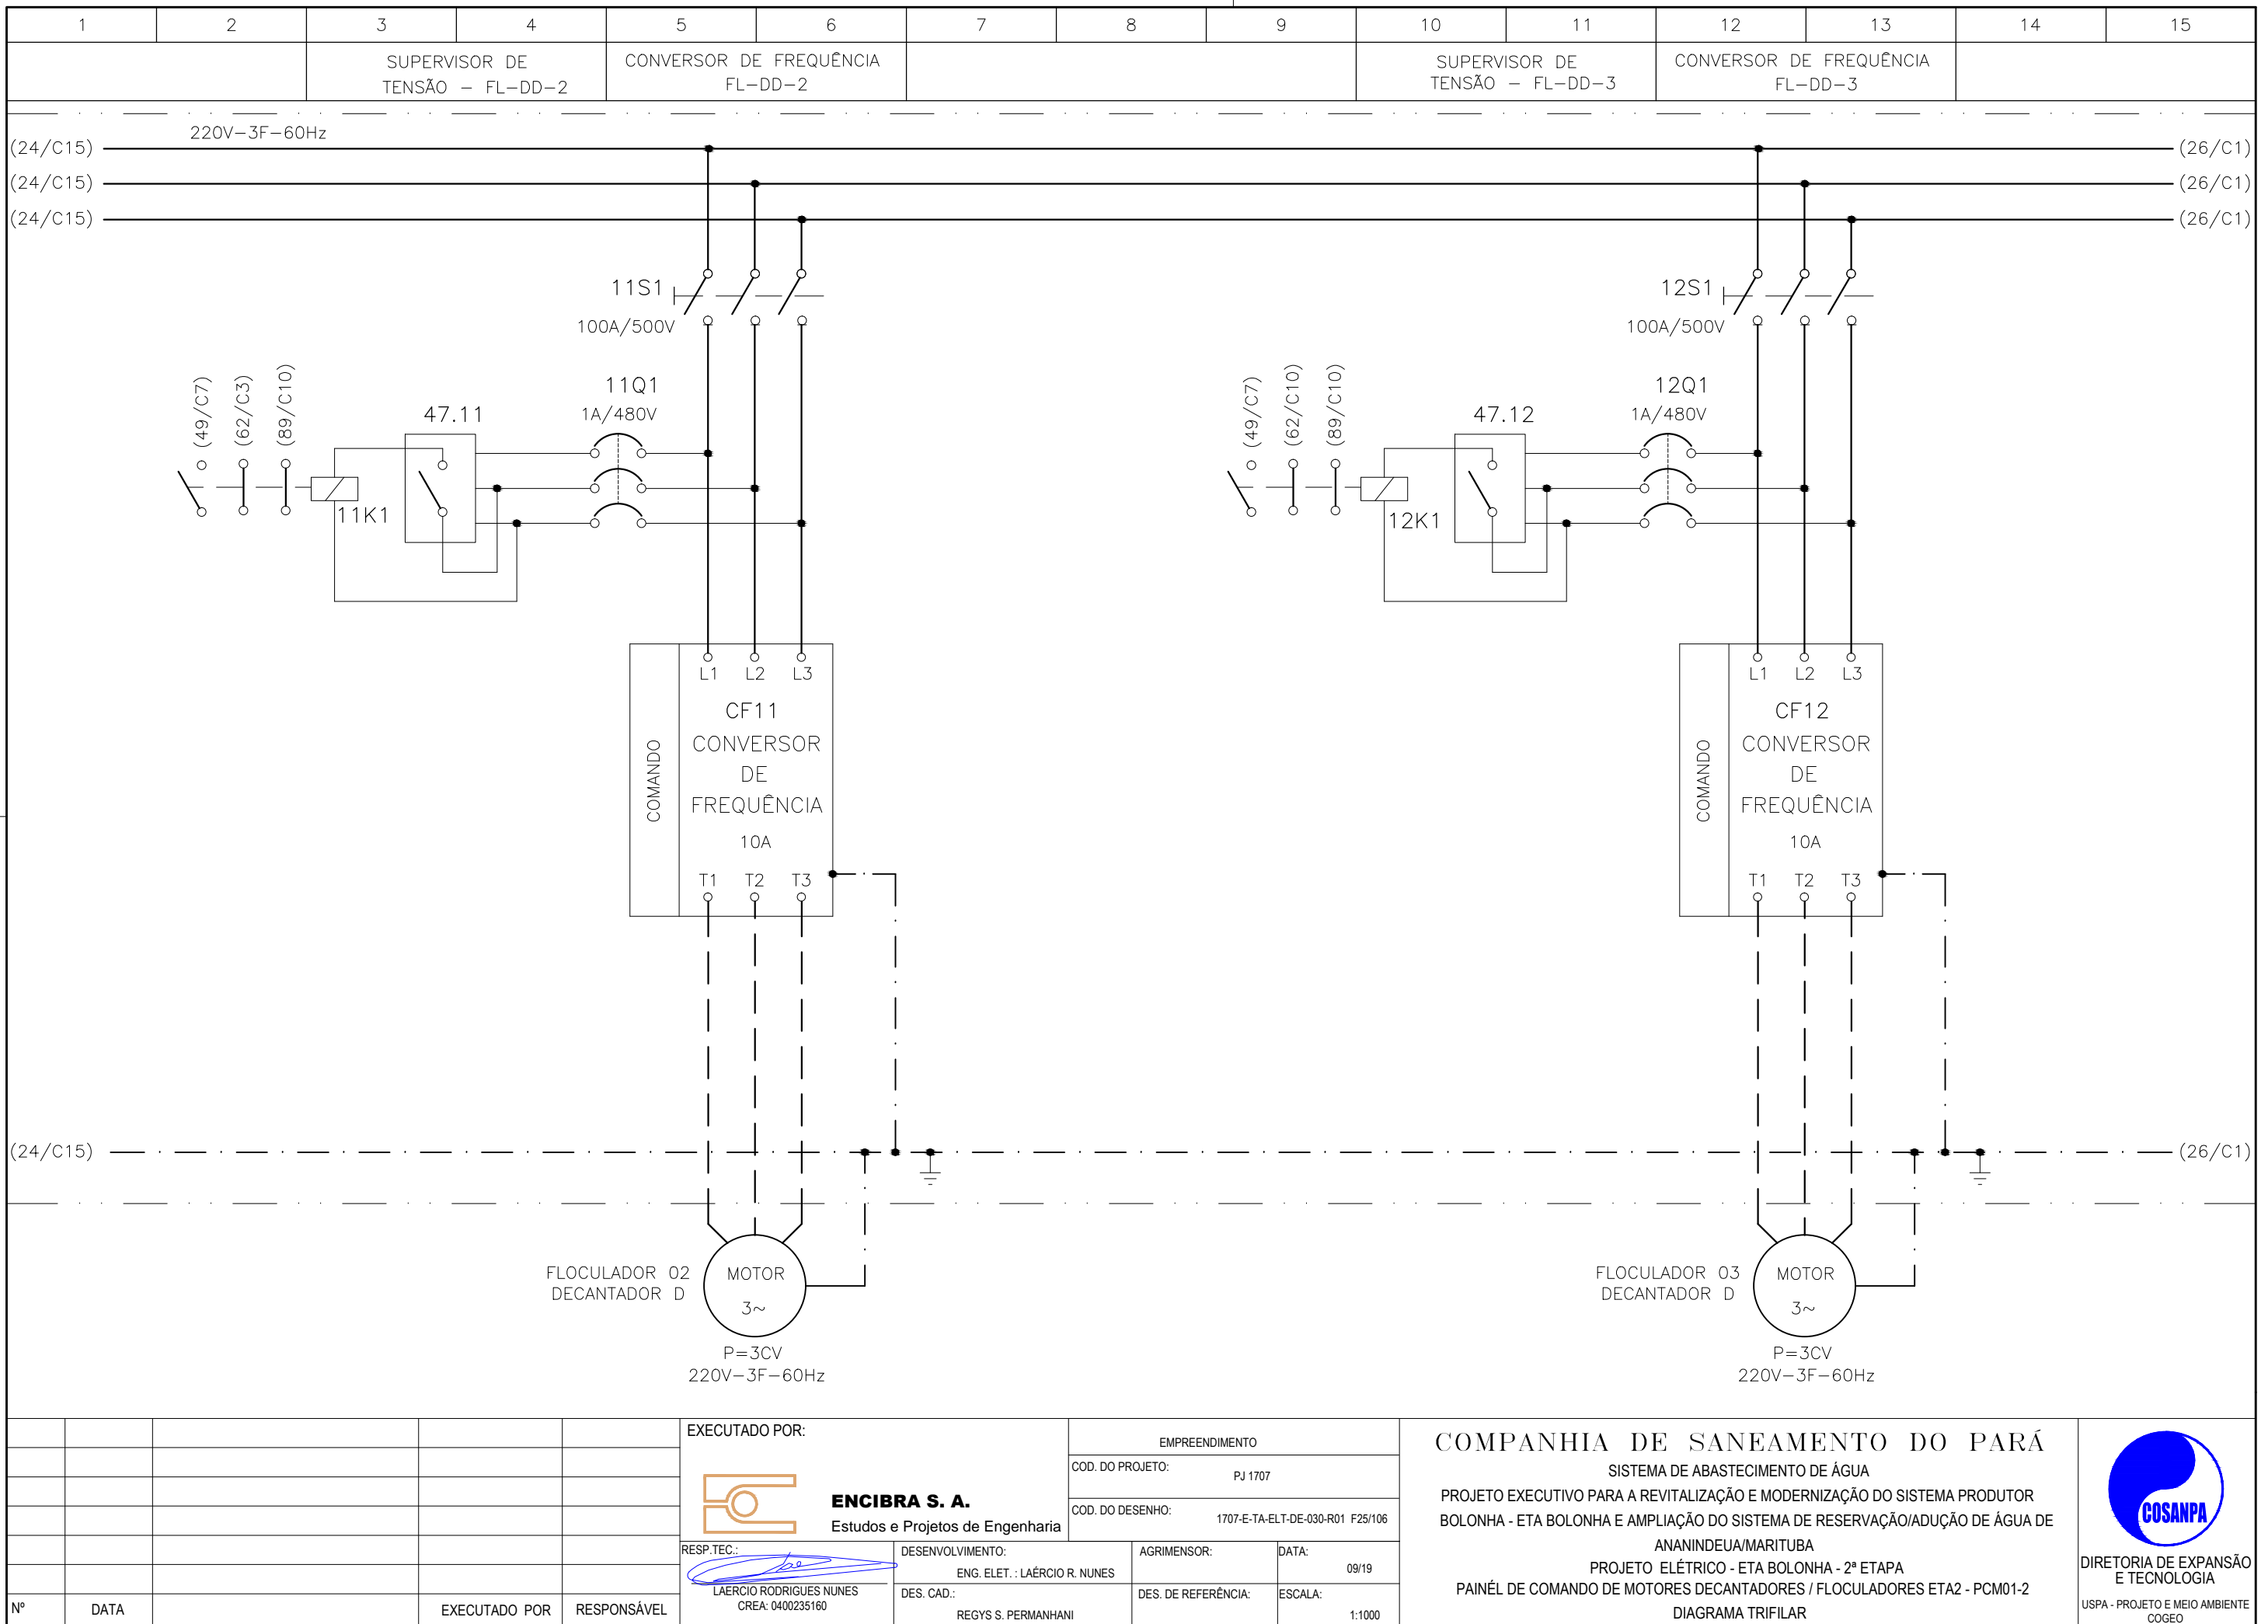 1 2 3 4 5 6 7 8 9 10 11 12 13 14 15
SUPERVISOR DE
TENSÃO - FL-DD-2
CONVERSOR DE FREQUÊNCIA
FL-DD-2
SUPERVISOR DE
TENSÃO - FL-DD-3
CONVERSOR DE FREQUÊNCIA
FL-DD-3
220V-3F-60Hz
(24/C15) (26/C1)
(24/C15) (26/C1)
(24/C15) (26/C1)
11S1
100A/500V
(49/C7)
(62/C3)
(89/C10)
11K1
47.11
11Q1
1A/480V
L1 L2 L3
CF11
CONVERSOR
DE
FREQUÊNCIA
10A
T1 T2 T3
COMANDO
12S1
100A/500V
(49/C7)
(62/C10)
(89/C10)
12K1
47.12
12Q1
1A/480V
L1 L2 L3
CF12
CONVERSOR
DE
FREQUÊNCIA
10A
T1 T2 T3
COMANDO
(24/C15) (26/C1)
FLOCULADOR 02
DECANTADOR D
MOTOR
3~
P=3CV
220V-3F-60Hz
FLOCULADOR 03
DECANTADOR D
MOTOR
3~
P=3CV
220V-3F-60Hz
Nº DATA EXECUTADO POR RESPONSÁVEL
EXECUTADO POR:
ENCIBRA S. A.
Estudos e Projetos de Engenharia
EMPREENDIMENTO
COD. DO PROJETO: PJ 1707
COD. DO DESENHO: 1707-E-TA-ELT-DE-030-R01 F25/106
RESP.TEC.:
LAERCIO RODRIGUES NUNES
CREA: 0400235160
DESENVOLVIMENTO:
ENG. ELET. : LAÉRCIO R. NUNES
AGRIMENSOR:
DATA:
09/19
DES. CAD.:
REGYS S. PERMANHANI
DES. DE REFERÊNCIA:
ESCALA:
1:1000
COMPANHIA DE SANEAMENTO DO PARÁ
SISTEMA DE ABASTECIMENTO DE ÁGUA
PROJETO EXECUTIVO PARA A REVITALIZAÇÃO E MODERNIZAÇÃO DO SISTEMA PRODUTOR
BOLONHA - ETA BOLONHA E AMPLIAÇÃO DO SISTEMA DE RESERVAÇÃO/ADUÇÃO DE ÁGUA DE
ANANINDEUA/MARITUBA
PROJETO ELÉTRICO - ETA BOLONHA - 2ª ETAPA
PAINÉL DE COMANDO DE MOTORES DECANTADORES / FLOCULADORES ETA2 - PCM01-2
DIAGRAMA TRIFILAR
COSANPA
DIRETORIA DE EXPANSÃO
E TECNOLOGIA
USPA - PROJETO E MEIO AMBIENTE
COGEO